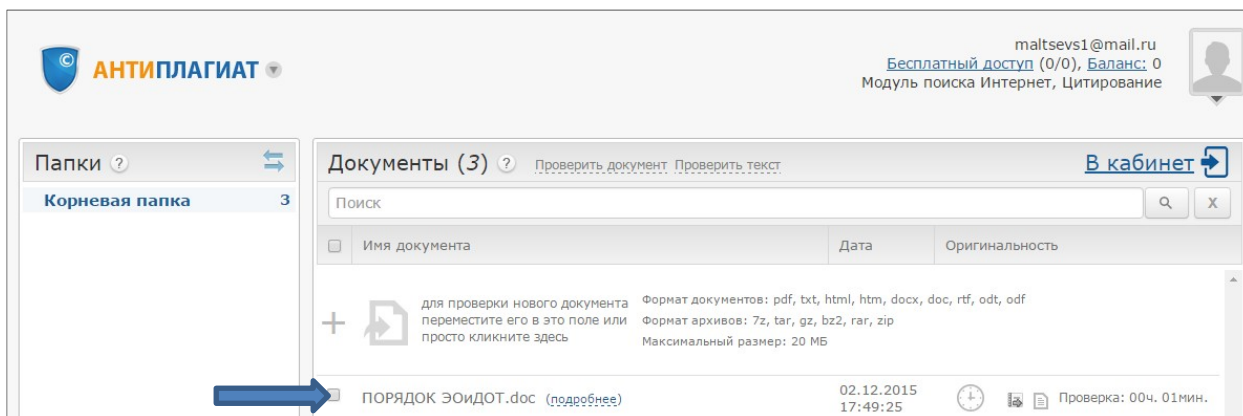 maltsevs1@mail.ru
Бесплатный доступ (0/0), Баланс: 0
Модуль поиска Интернет, Цитирование
©
АНТИПЛАГИАТ
Папки ?
Документы (3) ? Проверить документ Проверить текст
В кабинет
Корневая папка 3
Поиск
X
Имя документа Дата Оригинальность
для проверки нового документа
переместите его в это поле или
просто кликните здесь
Формат документов: pdf, txt, html, htm, docx, doc, rtf, odt, odf
Формат архивов: 7z, tar, gz, bz2, rar, zip
Максимальный размер: 20 МБ
ПОРЯДОК ЭОиДОТ.doc (подробнее)
02.12.2015
17:49:25
Проверка: 00ч. 01мин.